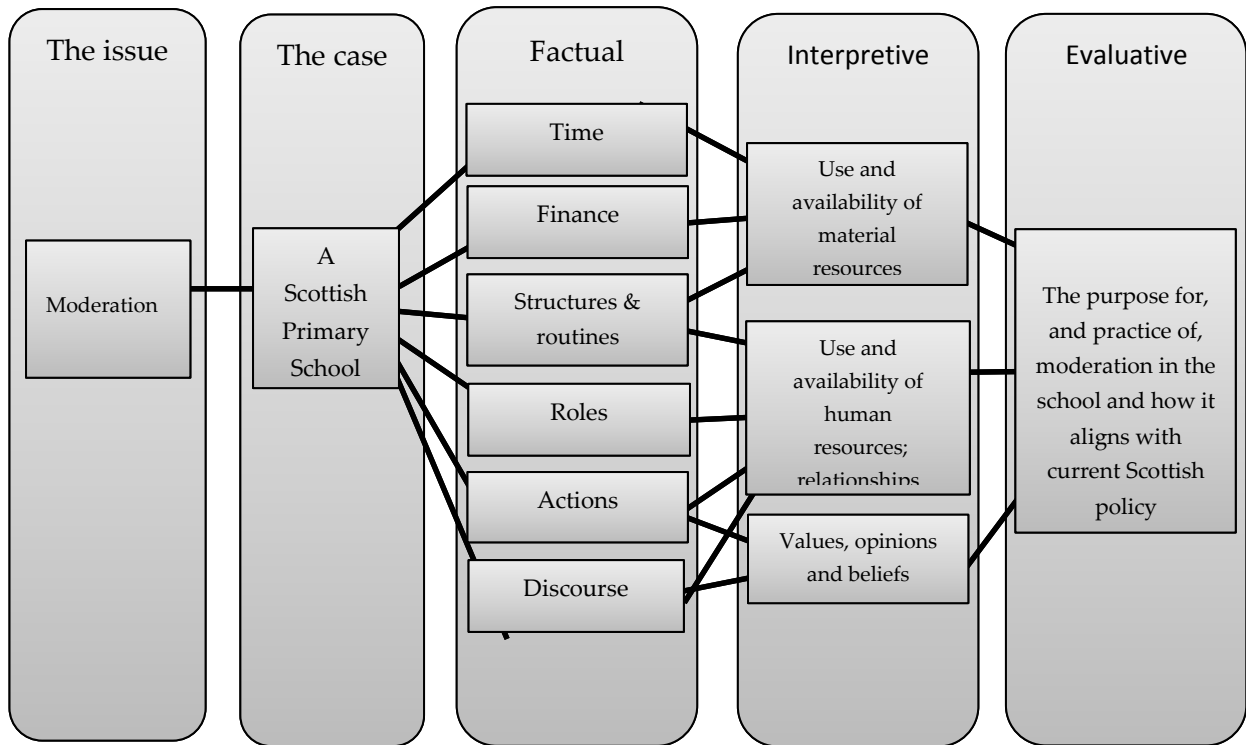 The issue
Moderation
The case
A
Scottish
Primary
School
Factual
Time
Finance
Structures &
routines
Roles
Actions
Discourse
Interpretive
Use and
availability of
material
resources
Use and
availability of
human
resources;
relationships
Values, opinions
and beliefs
Evaluative
The purpose for,
and practice of,
moderation in the
school and how it
aligns with
current Scottish
policy